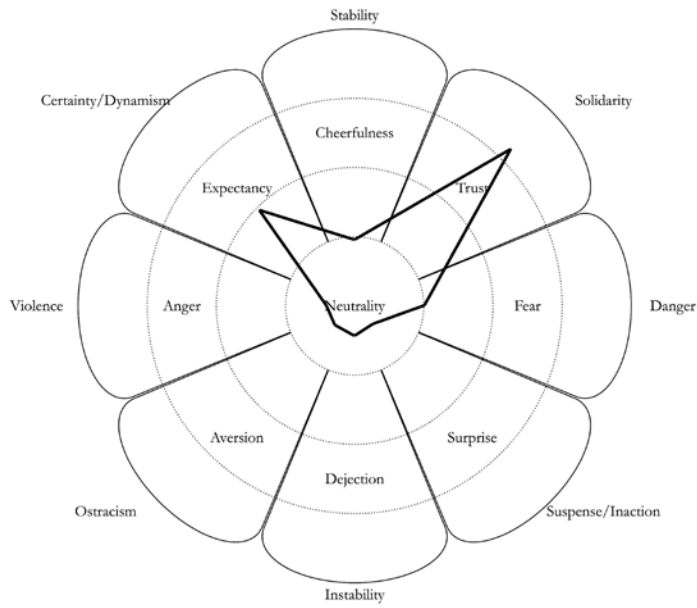 Stability
Certainty/Dynamism
Solidarity
Cheerfulness
Expectancy
Trust
Violence
Anger
Neutrality
Fear
Danger
Aversion
Surprise
Dejection
Ostracism
Suspense/Inaction
Instability